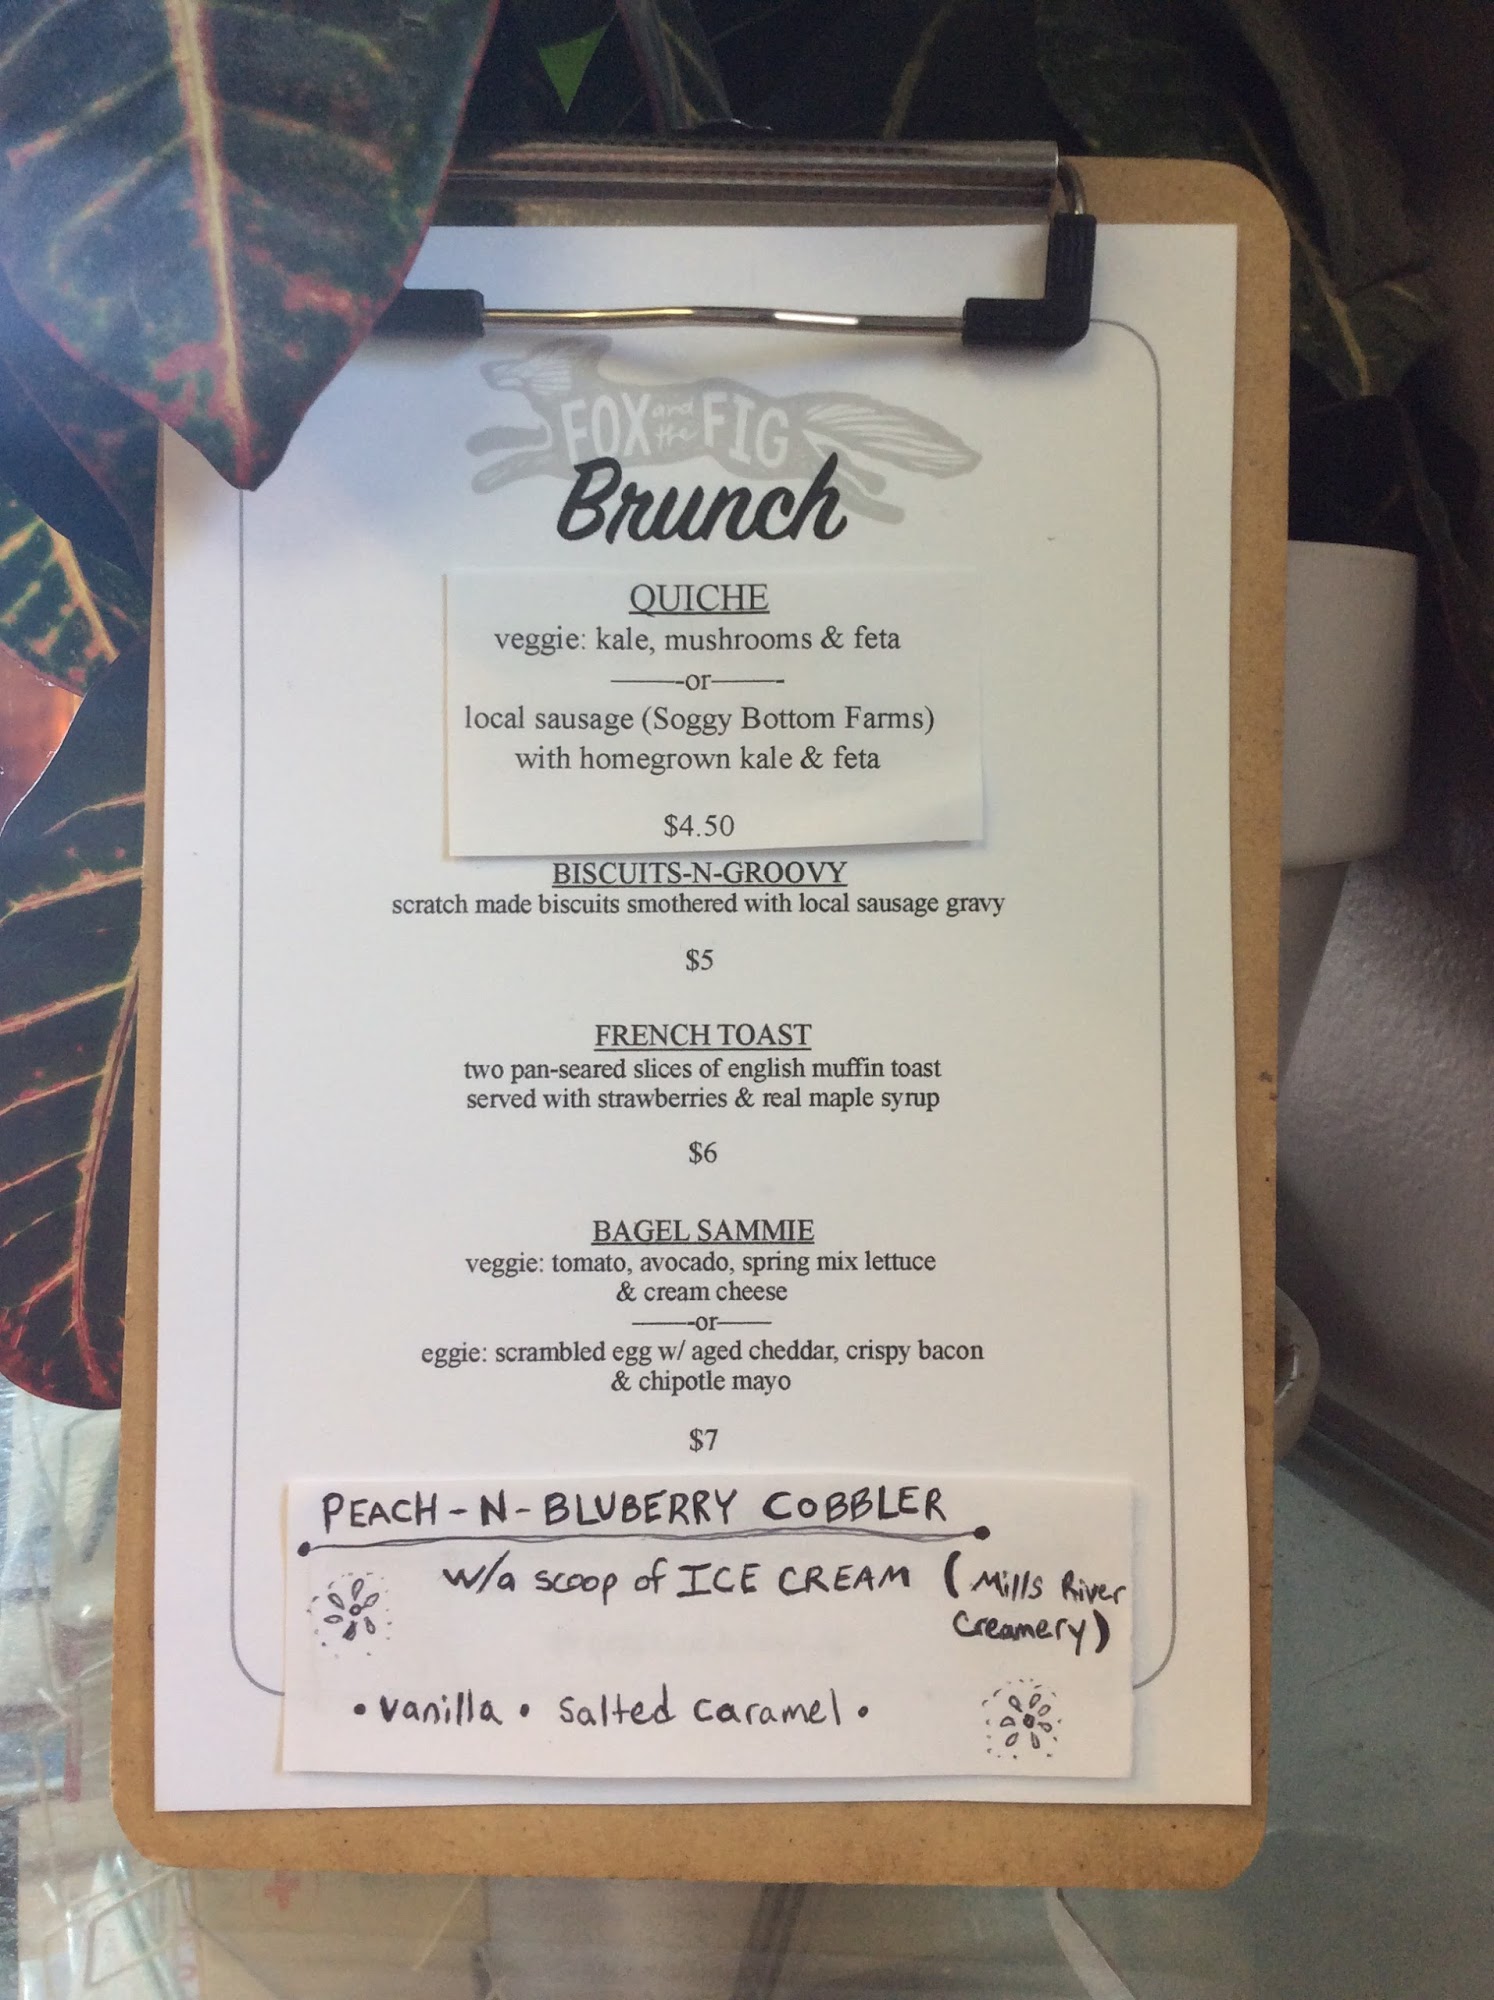 FOX and the FIG
Brunch
QUICHE
veggie: kale, mushrooms & feta
———-or———-
local sausage (Soggy Bottom Farms)
with homegrown kale & feta
$4.50
BISCUITS-N-GROOVY
scratch made biscuits smothered with local sausage gravy
$5
FRENCH TOAST
two pan-seared slices of english muffin toast
served with strawberries & real maple syrup
$6
BAGEL SAMMIE
veggie: tomato, avocado, spring mix lettuce
& cream cheese
———-or———
eggie: scrambled egg w/ aged cheddar, crispy bacon
& chipotle mayo
$7
PEACH-N-BLUBERRY COBBLER
w/a scoop of ICE CREAM (Mills River
Creamery)
• vanilla • salted caramel •